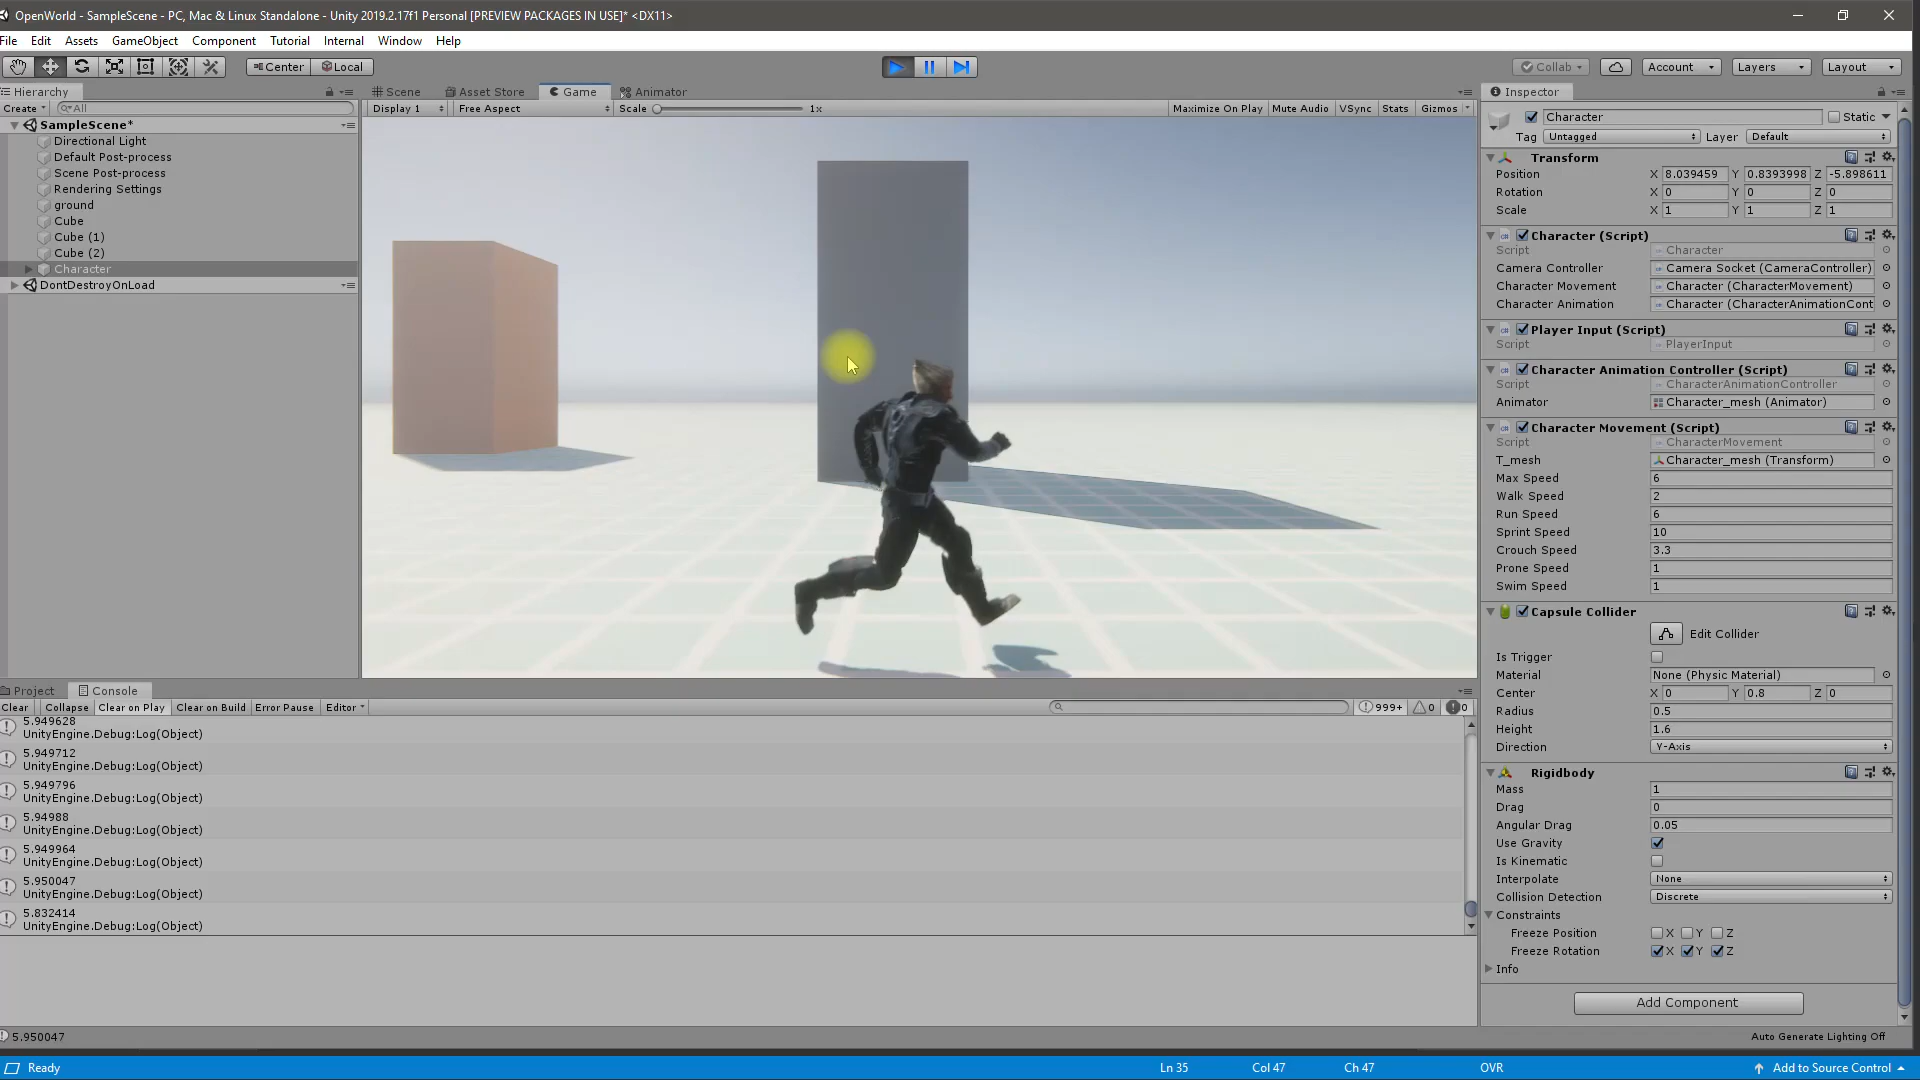 OpenWorld - SampleScene - PC, Mac & Linux Standalone - Unity 2019.2.17f1 Personal [PREVIEW PACKAGES IN USE]* <DX11>
File Edit Assets GameObject Component Tutorial Internal Window Help
Center Local Collab Account Layers Layout
Hierarchy
Create All
SampleScene*
Directional Light
Default Post-process
Scene Post-process
Rendering Settings
ground
Cube
Cube (1)
Cube (2)
Character
DontDestroyOnLoad
Scene Asset Store Game Animator
Display 1 Free Aspect Scale 1x Maximize On Play Mute Audio VSync Stats Gizmos
Inspector
Character Static
Tag Untagged Layer Default
Transform
Position X 8.039459 Y 0.8393998 Z -5.898611
Rotation X 0 Y 0 Z 0
Scale X 1 Y 1 Z 1
Character (Script)
Script Character
Camera Controller Camera Socket (CameraController)
Character Movement Character (CharacterMovement)
Character Animation Character (CharacterAnimationCont
Player Input (Script)
Script PlayerInput
Character Animation Controller (Script)
Script CharacterAnimationController
Animator Character_mesh (Animator)
Character Movement (Script)
Script CharacterMovement
T_mesh Character_mesh (Transform)
Max Speed 6
Walk Speed 2
Run Speed 6
Sprint Speed 10
Crouch Speed 3.3
Prone Speed 1
Swim Speed 1
Capsule Collider
Edit Collider
Is Trigger
Material None (Physic Material)
Center X 0 Y 0.8 Z 0
Radius 0.5
Height 1.6
Direction Y-Axis
Rigidbody
Mass 1
Drag 0
Angular Drag 0.05
Use Gravity
Is Kinematic
Interpolate None
Collision Detection Discrete
Constraints
Freeze Position X Y Z
Freeze Rotation X Y Z
Info
Add Component
Project Console
Clear Collapse Clear on Play Clear on Build Error Pause Editor 999+ 0 0
5.949628
UnityEngine.Debug:Log(Object)
5.949712
UnityEngine.Debug:Log(Object)
5.949796
UnityEngine.Debug:Log(Object)
5.94988
UnityEngine.Debug:Log(Object)
5.949964
UnityEngine.Debug:Log(Object)
5.950047
UnityEngine.Debug:Log(Object)
5.832414
UnityEngine.Debug:Log(Object)
5.950047
Auto Generate Lighting Off
Ready Ln 35 Col 47 Ch 47 OVR Add to Source Control